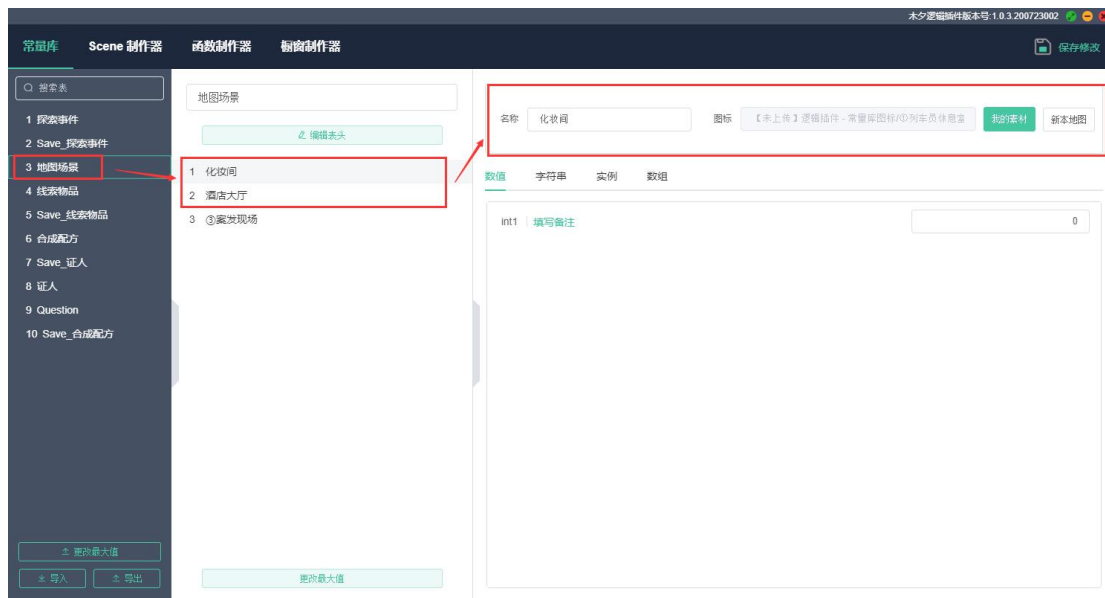 木夕逻辑插件版本号:1.0.3.200723002
常量库 Scene 制作器 函数制作器 橱窗制作器 保存修改
搜索表
1 探索事件
2 Save_探索事件
3 地图场景
4 线索物品
5 Save_线索物品
6 合成配方
7 Save_证人
8 证人
9 Question
10 Save_合成配方
更改最大值
导入 导出
地图场景
编辑表头
1 化妆间
2 酒店大厅
3 ③案发现场
更改最大值
名称 化妆间 图标 【未上传】逻辑插件-常量库图标/①列车员休息室 我的素材 新本地图
数值 字符串 实例 数组
int1 填写备注 0